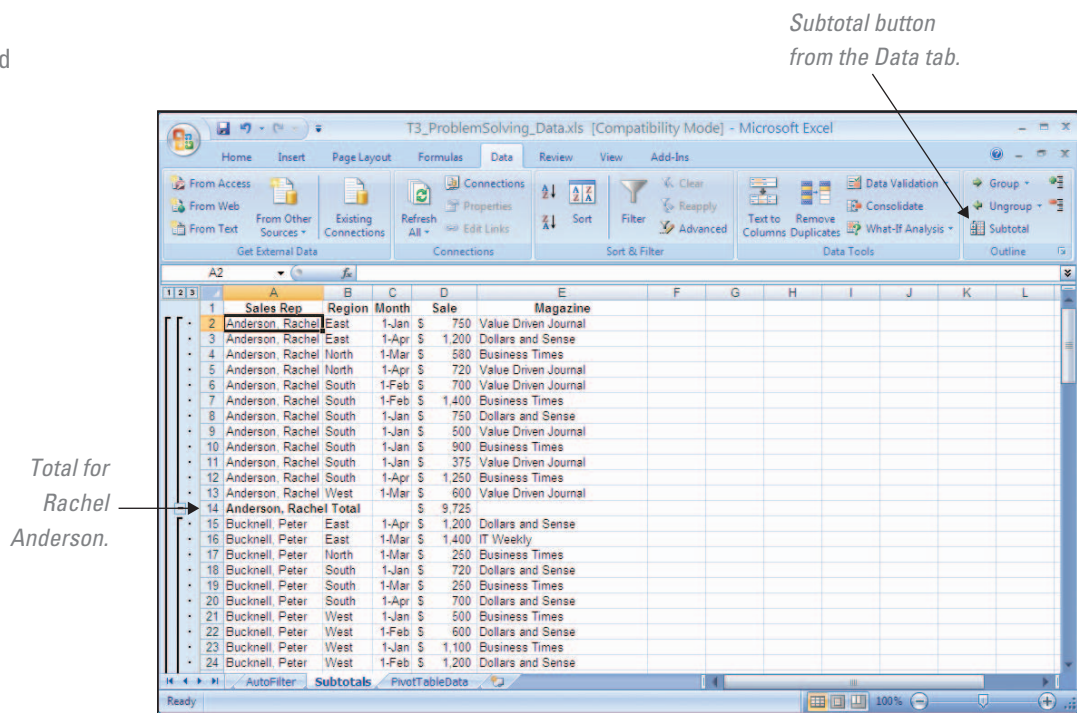 Subtotal button
from the Data tab.
d
T3_ProblemSolving_Data.xls [Compatibility Mode] - Microsoft Excel
Home Insert Page Layout Formulas Data Review View Add-Ins
From Access
From Web
From Text
From Other Sources
Existing Connections
Get External Data
Refresh All
Connections
Properties
Edit Links
Connections
Sort
Filter
Clear
Reapply
Advanced
Sort & Filter
Text to Columns
Remove Duplicates
Data Validation
Consolidate
What-If Analysis
Data Tools
Group
Ungroup
Subtotal
Outline
A2 fx
1 2 3 A B C D E F G H I J K L
1 Sales Rep Region Month Sale Magazine
2 Anderson, Rachel East 1-Jan $ 750 Value Driven Journal
3 Anderson, Rachel East 1-Apr $ 1,200 Dollars and Sense
4 Anderson, Rachel North 1-Mar $ 580 Business Times
5 Anderson, Rachel North 1-Apr $ 720 Value Driven Journal
6 Anderson, Rachel South 1-Feb $ 700 Value Driven Journal
7 Anderson, Rachel South 1-Feb $ 1,400 Business Times
8 Anderson, Rachel South 1-Jan $ 750 Dollars and Sense
9 Anderson, Rachel South 1-Jan $ 500 Value Driven Journal
10 Anderson, Rachel South 1-Jan $ 900 Business Times
11 Anderson, Rachel South 1-Jan $ 375 Value Driven Journal
12 Anderson, Rachel South 1-Apr $ 1,250 Business Times
13 Anderson, Rachel West 1-Mar $ 600 Value Driven Journal
14 Anderson, Rachel Total $ 9,725
15 Bucknell, Peter East 1-Apr $ 1,200 Dollars and Sense
16 Bucknell, Peter East 1-Mar $ 1,400 IT Weekly
17 Bucknell, Peter North 1-Mar $ 250 Business Times
18 Bucknell, Peter South 1-Jan $ 720 Dollars and Sense
19 Bucknell, Peter South 1-Mar $ 250 Business Times
20 Bucknell, Peter South 1-Apr $ 700 Dollars and Sense
21 Bucknell, Peter West 1-Jan $ 500 Business Times
22 Bucknell, Peter West 1-Feb $ 600 Dollars and Sense
23 Bucknell, Peter West 1-Jan $ 1,100 Business Times
24 Bucknell, Peter West 1-Feb $ 1,200 Dollars and Sense
Total for
Rachel
Anderson.
AutoFilter Subtotals PivotTableData
Ready 100%